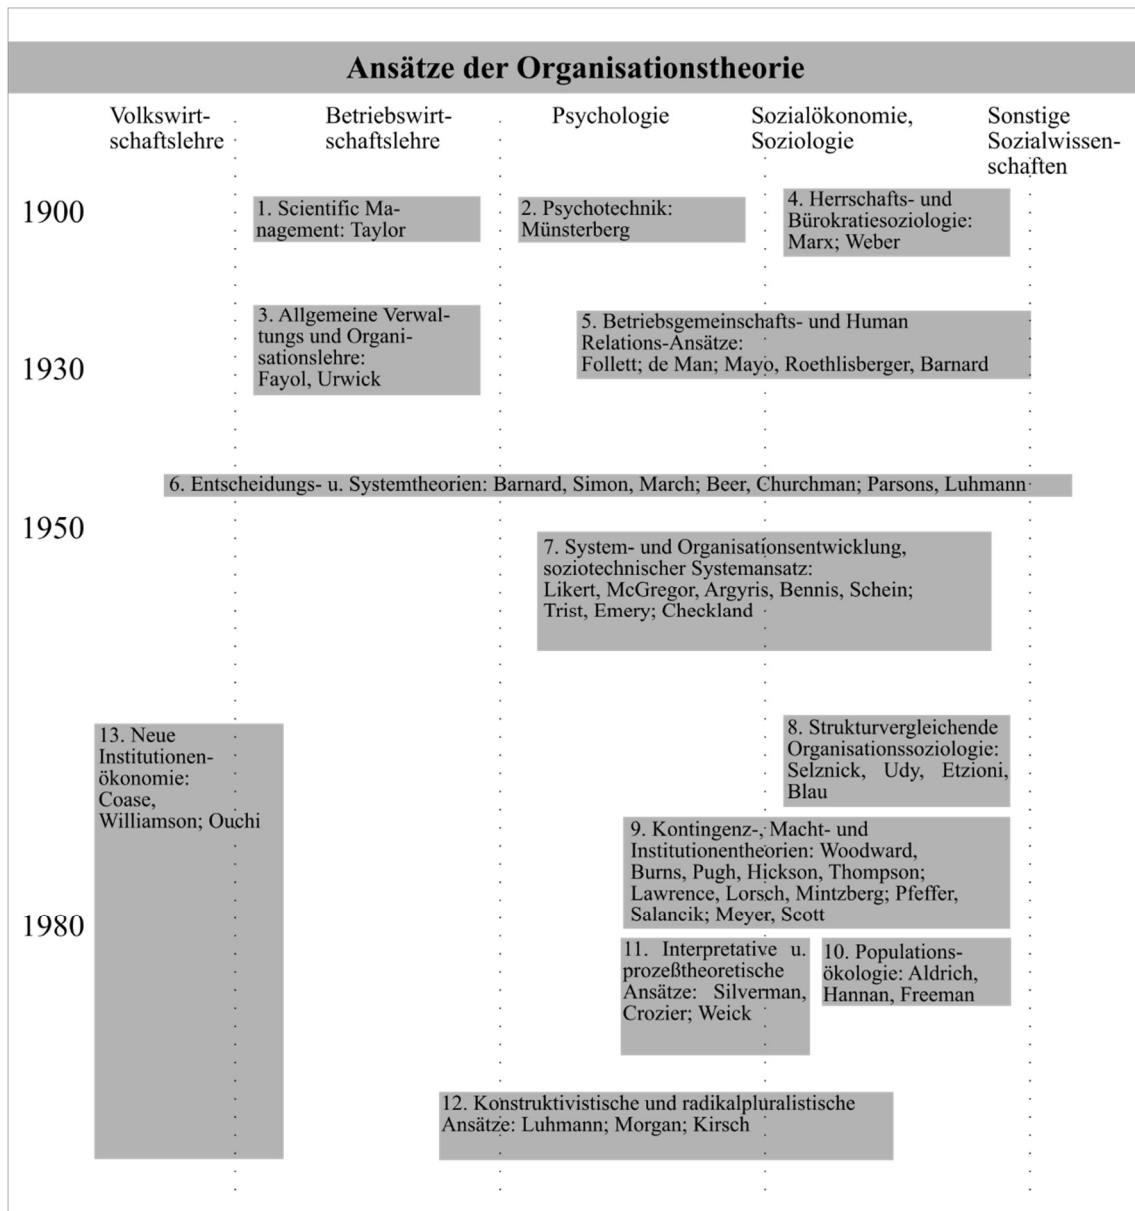 Ansätze der Organisationstheorie
Volkswirt-
schaftslehre
Betriebswirt-
schaftslehre
Psychologie
Sozialökonomie,
Soziologie
Sonstige
Sozialwissen-
schaften
1900
1. Scientific Ma-
nagement: Taylor
2. Psychotechnik:
Münsterberg
4. Herrschafts- und
Bürokratiesoziologie:
Marx; Weber
3. Allgemeine Verwal-
tungs und Organi-
sationslehre:
Fayol, Urwick
5. Betriebsgemeinschafts- und Human
Relations-Ansätze:
Follett; de Man; Mayo, Roethlisberger, Barnard
1930
6. Entscheidungs- u. Systemtheorien: Barnard, Simon, March; Beer, Churchman; Parsons, Luhmann
1950
7. System- und Organisationsentwicklung,
soziotechnischer Systemansatz:
Likert, McGregor, Argyris, Bennis, Schein;
Trist, Emery; Checkland
13. Neue
Institutionen-
ökonomie:
Coase,
Williamson; Ouchi
8. Strukturvergleichende
Organisationssoziologie:
Selznick, Udy, Etzioni,
Blau
9. Kontingenz-, Macht- und
Institutionentheorien: Woodward,
Burns, Pugh, Hickson, Thompson;
Lawrence, Lorsch, Mintzberg; Pfeffer,
Salancik; Meyer, Scott
1980
11. Interpretative u.
prozeßtheoretische
Ansätze: Silverman,
Crozier; Weick
10. Populations-
ökologie: Aldrich,
Hannan, Freeman
12. Konstruktivistische und radikalpluralistische
Ansätze: Luhmann; Morgan; Kirsch